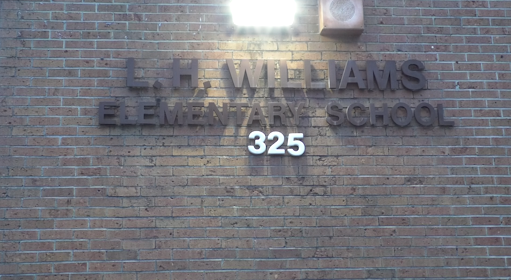 L. H. WILLIAMS
ELEMENTARY SCHOOL
325